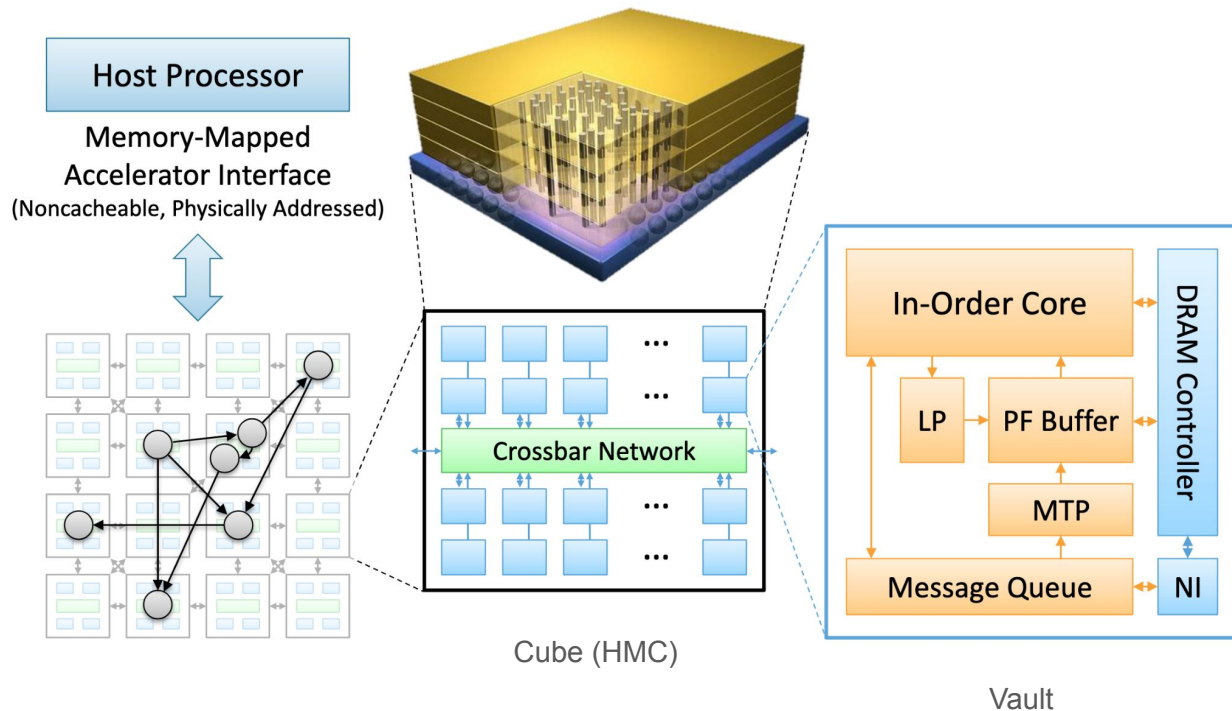 Host Processor
Memory-Mapped
Accelerator Interface
(Noncacheable, Physically Addressed)
...
...
Crossbar Network
...
...
Cube (HMC)
In-Order Core
DRAM Controller
LP
PF Buffer
MTP
Message Queue
NI
Vault